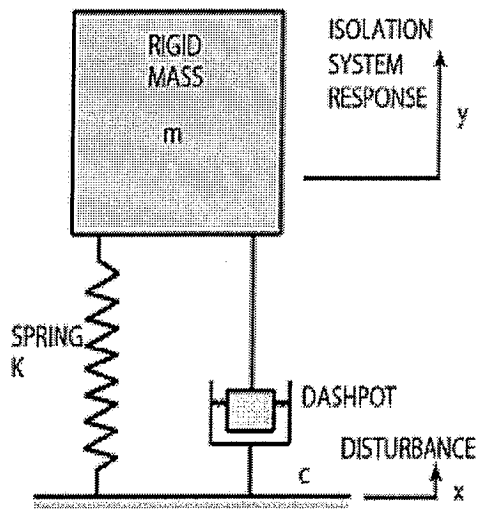 RIGID
MASS
m
ISOLATION
SYSTEM
RESPONSE
y
SPRING
K
DASHPOT
DISTURBANCE
c
x